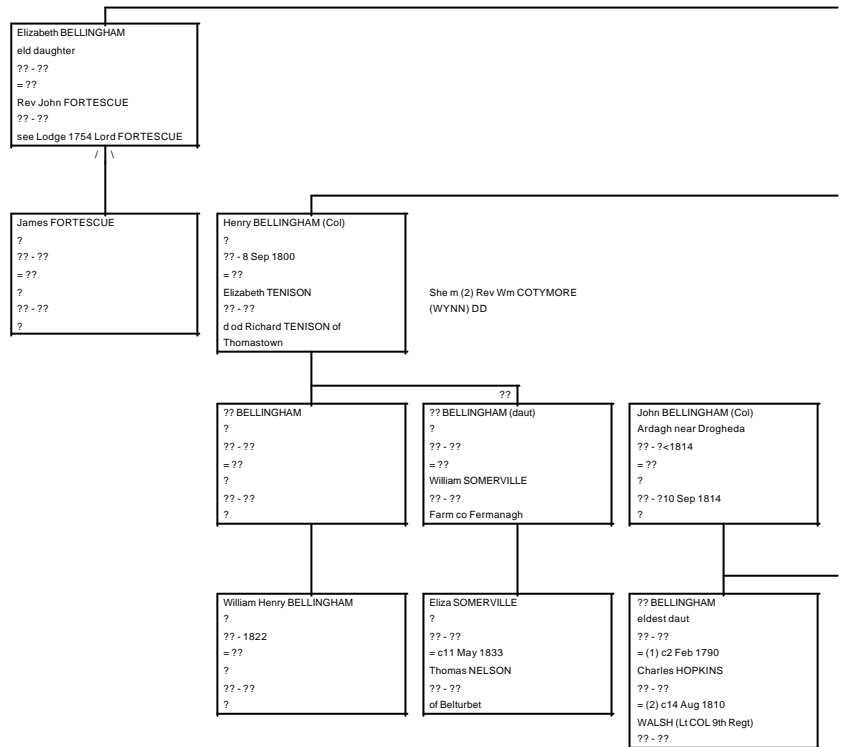 Elizabeth BELLINGHAM
eld daughter
?? - ??
= ??
Rev John FORTESCUE
?? - ??
see Lodge 1754 Lord FORTESCUE
/ \
James FORTESCUE
?
?? - ??
= ??
?
?? - ??
?
Henry BELLINGHAM (Col)
?
?? - 8 Sep 1800
= ??
Elizabeth TENISON
?? - ??
d od Richard TENISON of
Thomastown
She m (2) Rev Wm COTYMORE
(WYNN) DD
??
?? BELLINGHAM
?
?? - ??
= ??
?
?? - ??
?
?? BELLINGHAM (daut)
?
?? - ??
= ??
William SOMERVILLE
?? - ??
Farm co Fermanagh
John BELLINGHAM (Col)
Ardagh near Drogheda
?? - ?<1814
= ??
?
?? - ?10 Sep 1814
?
William Henry BELLINGHAM
?
?? - 1822
= ??
?
?? - ??
?
Eliza SOMERVILLE
?
?? - ??
= c11 May 1833
Thomas NELSON
?? - ??
of Belturbet
?? BELLINGHAM
eldest daut
?? - ??
= (1) c2 Feb 1790
Charles HOPKINS
?? - ??
= (2) c14 Aug 1810
WALSH (Lt COL 9th Regt)
?? - ??